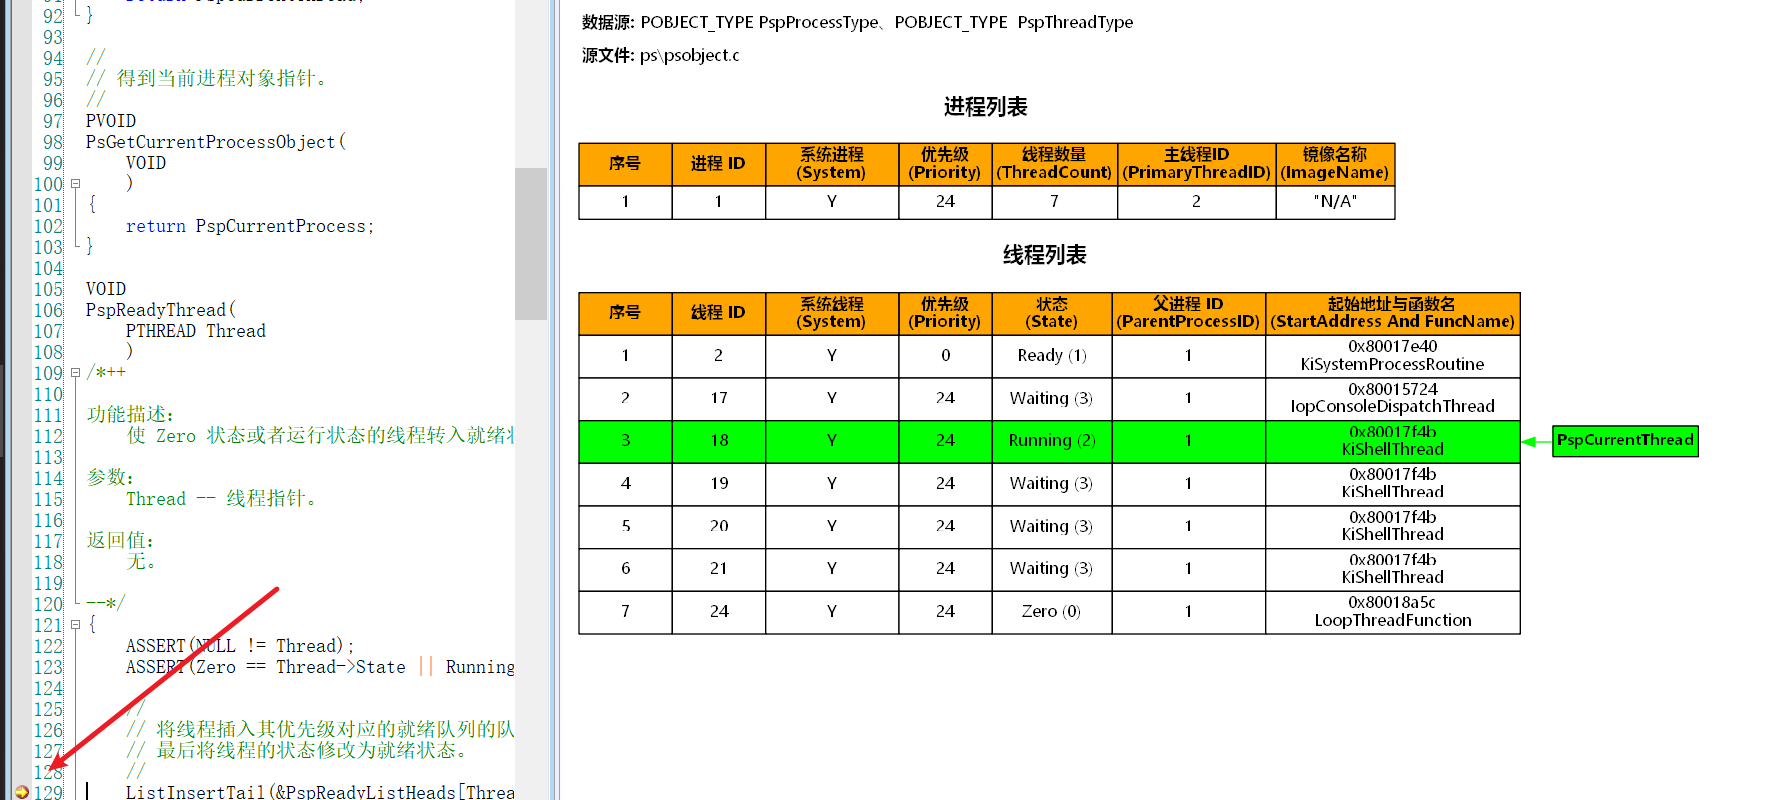 92 }
93
94 //
95 // 得到当前进程对象指针。
96 //
97 PVOID
98 PsGetCurrentProcessObject(
99 VOID
100 )
101 {
102 return PspCurrentProcess;
103 }
104
105 VOID
106 PspReadyThread(
107 PTHREAD Thread
108 )
109 /*++
110
111 功能描述：
112 使 Zero 状态或者运行状态的线程转入就绪状
113
114 参数：
115 Thread -- 线程指针。
116
117 返回值：
118 无。
119
120 --*/
121 {
122 ASSERT(NULL != Thread);
123 ASSERT(Zero == Thread->State || Running
124
125 //
126 // 将线程插入其优先级对应的就绪队列的队
127 // 最后将线程的状态修改为就绪状态。
128 //
129 ListInsertTail(&PspReadyListHeads[Threa
数据源: POBJECT_TYPE PspProcessType、POBJECT_TYPE PspThreadType
源文件: ps\psobject.c
进程列表
序号 进程 ID 系统进程 (System) 优先级 (Priority) 线程数量 (ThreadCount) 主线程ID (PrimaryThreadID) 镜像名称 (ImageName)
1 1 Y 24 7 2 "N/A"
线程列表
序号 线程 ID 系统线程 (System) 优先级 (Priority) 状态 (State) 父进程 ID (ParentProcessID) 起始地址与函数名 (StartAddress And FuncName)
1 2 Y 0 Ready (1) 1 0x80017e40 KiSystemProcessRoutine
2 17 Y 24 Waiting (3) 1 0x80015724 IopConsoleDispatchThread
3 18 Y 24 Running (2) 1 0x80017f4b KiShellThread PspCurrentThread
4 19 Y 24 Waiting (3) 1 0x80017f4b KiShellThread
5 20 Y 24 Waiting (3) 1 0x80017f4b KiShellThread
6 21 Y 24 Waiting (3) 1 0x80017f4b KiShellThread
7 24 Y 24 Zero (0) 1 0x80018a5c LoopThreadFunction